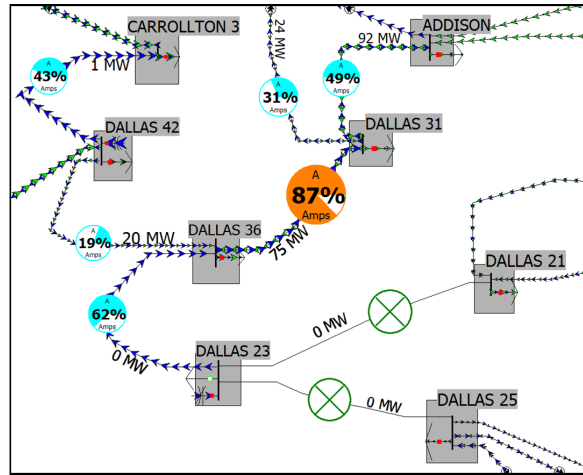 CARROLLTON 3
24 MW
ADDISON
92 MW
A
43%
Amps
1 MW
A
49%
Amps
A
31%
Amps
DALLAS 42
DALLAS 31
A
87%
Amps
A
19%
Amps
20 MW
DALLAS 36
75 MW
DALLAS 21
A
62%
Amps
0 MW
0 MW
DALLAS 23
0 MW
DALLAS 25